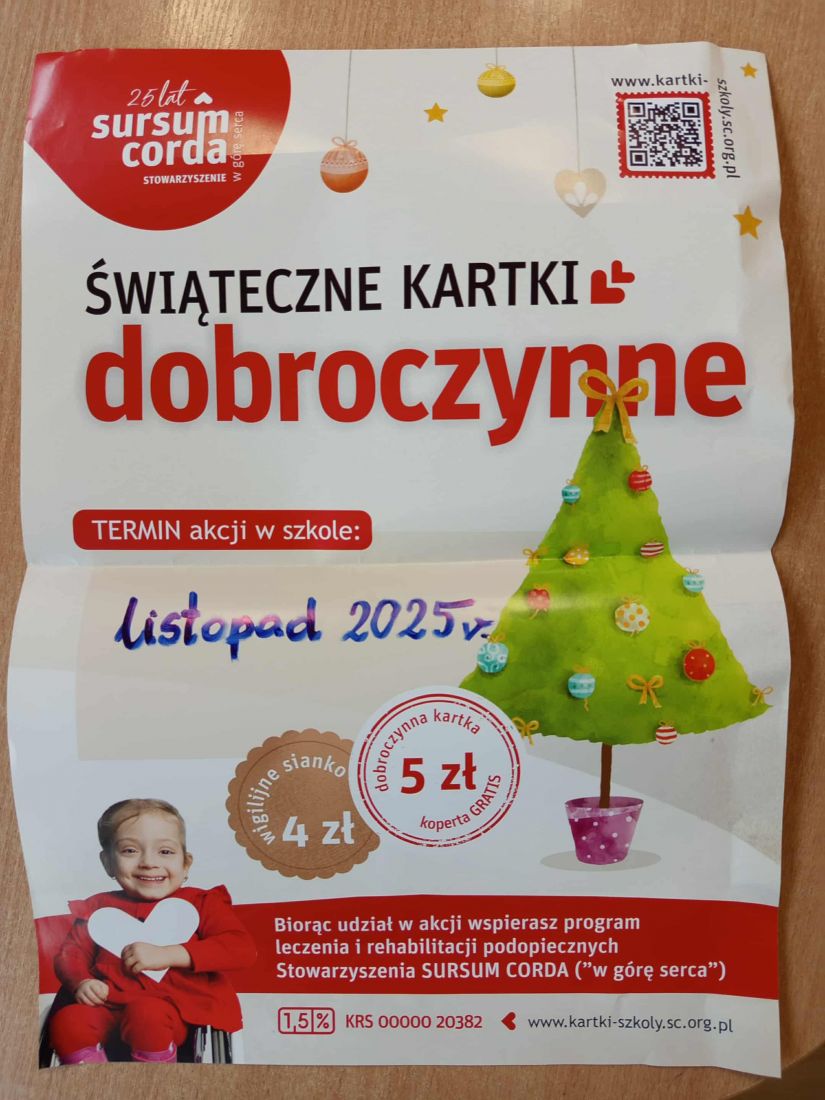 25 lat
sursum
corda
w górę serca
STOWARZYSZENIE
www.kartki-
szkoly.sc.org.pl
ŚWIĄTECZNE KARTKI
dobroczynne
TERMIN akcji w szkole:
listopad 2025r.
wigilijne sianko
4 zł
dobroczynna kartka
5 zł
koperta GRATIS
Biorąc udział w akcji wspierasz program
leczenia i rehabilitacji podopiecznych
Stowarzyszenia SURSUM CORDA ("w górę serca")
1,5% KRS 00000 20382 www.kartki-szkoly.sc.org.pl